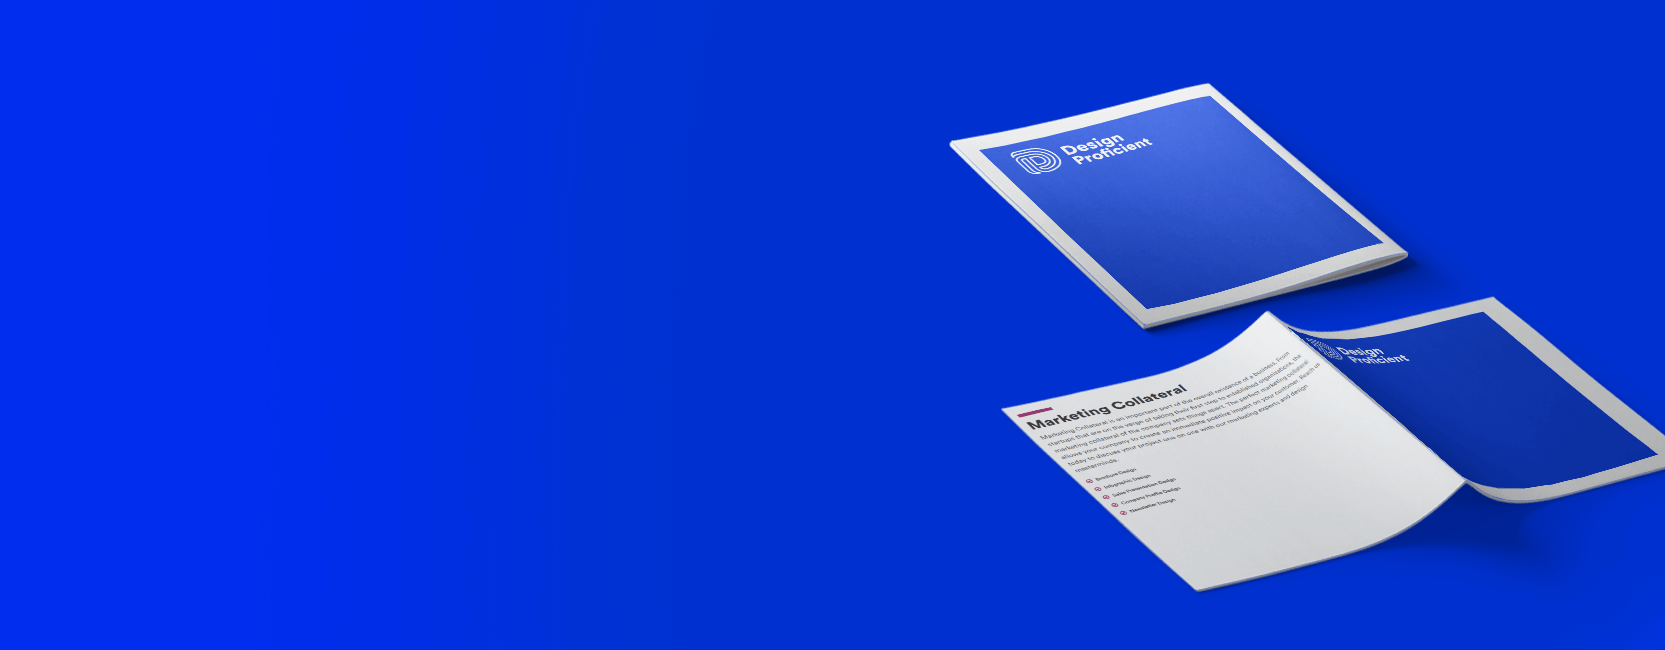 Design
Proficient
Design
Proficient
Marketing Collateral
Marketing Collateral is an important part of the overall existence of a business. From
startups that are on the verge of taking their first step to established organisations, the
marketing collateral of the company sets things apart. The perfect marketing collateral
allows your company to create an immediate positive impact on your customer. Reach us
today to discuss your project one on one with our marketing experts and design
masterminds.
Brochure Design
Infographic Design
Sales Presentation Design
Company Profile Design
Newsletter Design